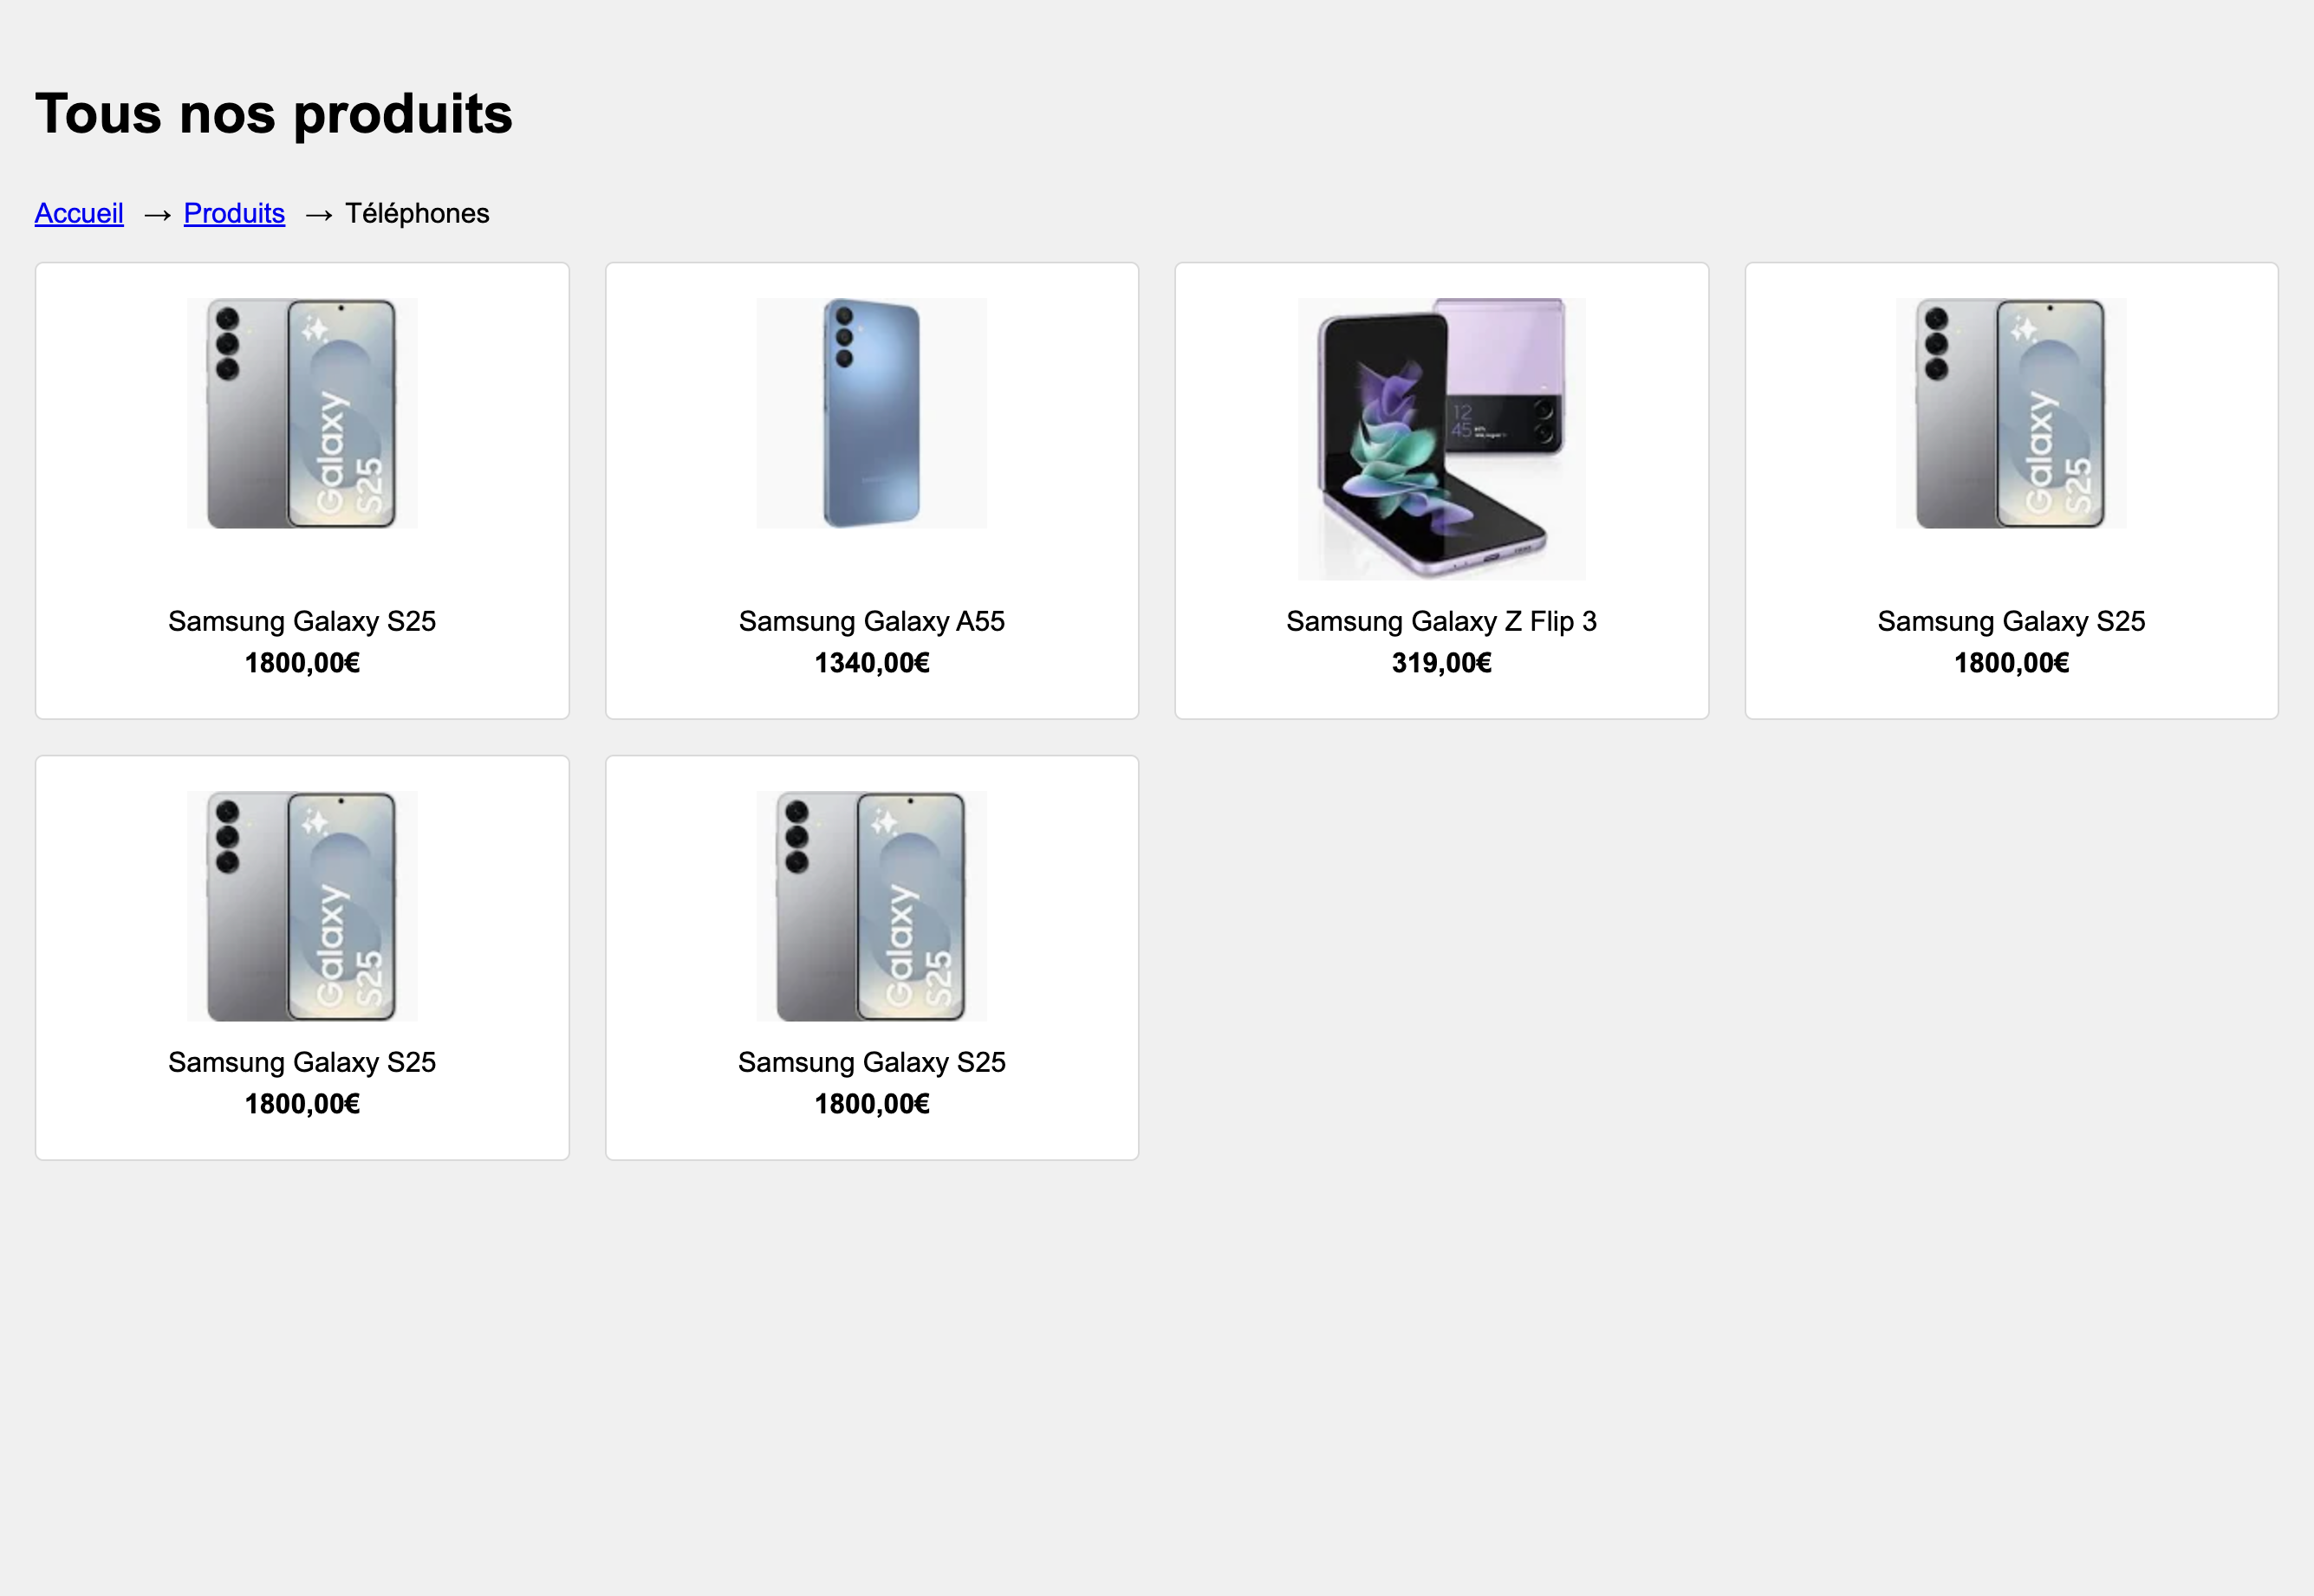 Tous nos produits
Accueil → Produits → Téléphones
Galaxy
S25
Samsung Galaxy S25
1800,00€
Samsung Galaxy A55
1340,00€
12
45
Samsung Galaxy Z Flip 3
319,00€
Galaxy
S25
Samsung Galaxy S25
1800,00€
Galaxy
S25
Samsung Galaxy S25
1800,00€
Galaxy
S25
Samsung Galaxy S25
1800,00€